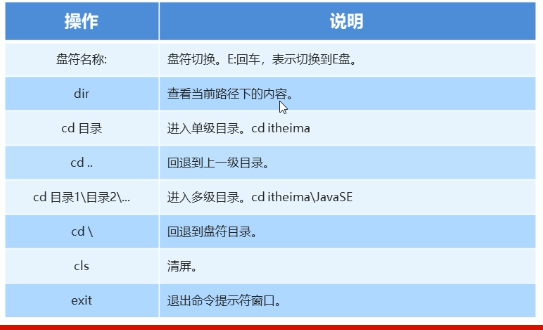 操作 说明
盘符名称: 盘符切换。E:回车，表示切换到E盘。
dir 查看当前路径下的内容。
cd 目录 进入单级目录。cd itheima
cd .. 回退到上一级目录。
cd 目录1\目录2\... 进入多级目录。cd itheima\JavaSE
cd \ 回退到盘符目录。
cls 清屏。
exit 退出命令提示符窗口。